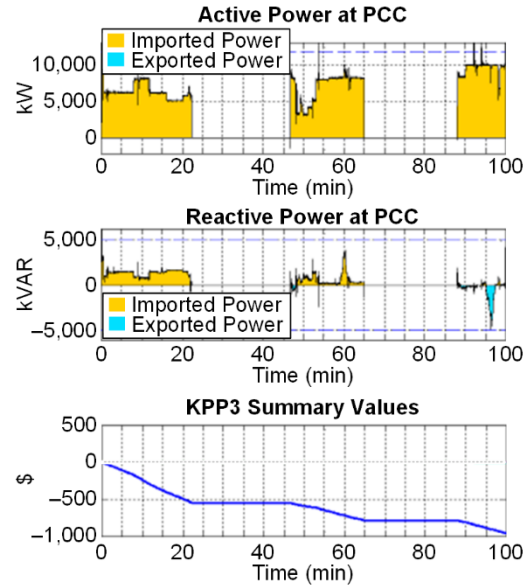 Active Power at PCC
Imported Power
Exported Power
10,000
5,000
0
kW
0 20 40 60 80 100
Time (min)
Reactive Power at PCC
5,000
0
−5,000
kVAR
Imported Power
Exported Power
0 20 40 60 80 100
Time (min)
KPP3 Summary Values
500
0
−500
−1,000
$
0 20 40 60 80 100
Time (min)